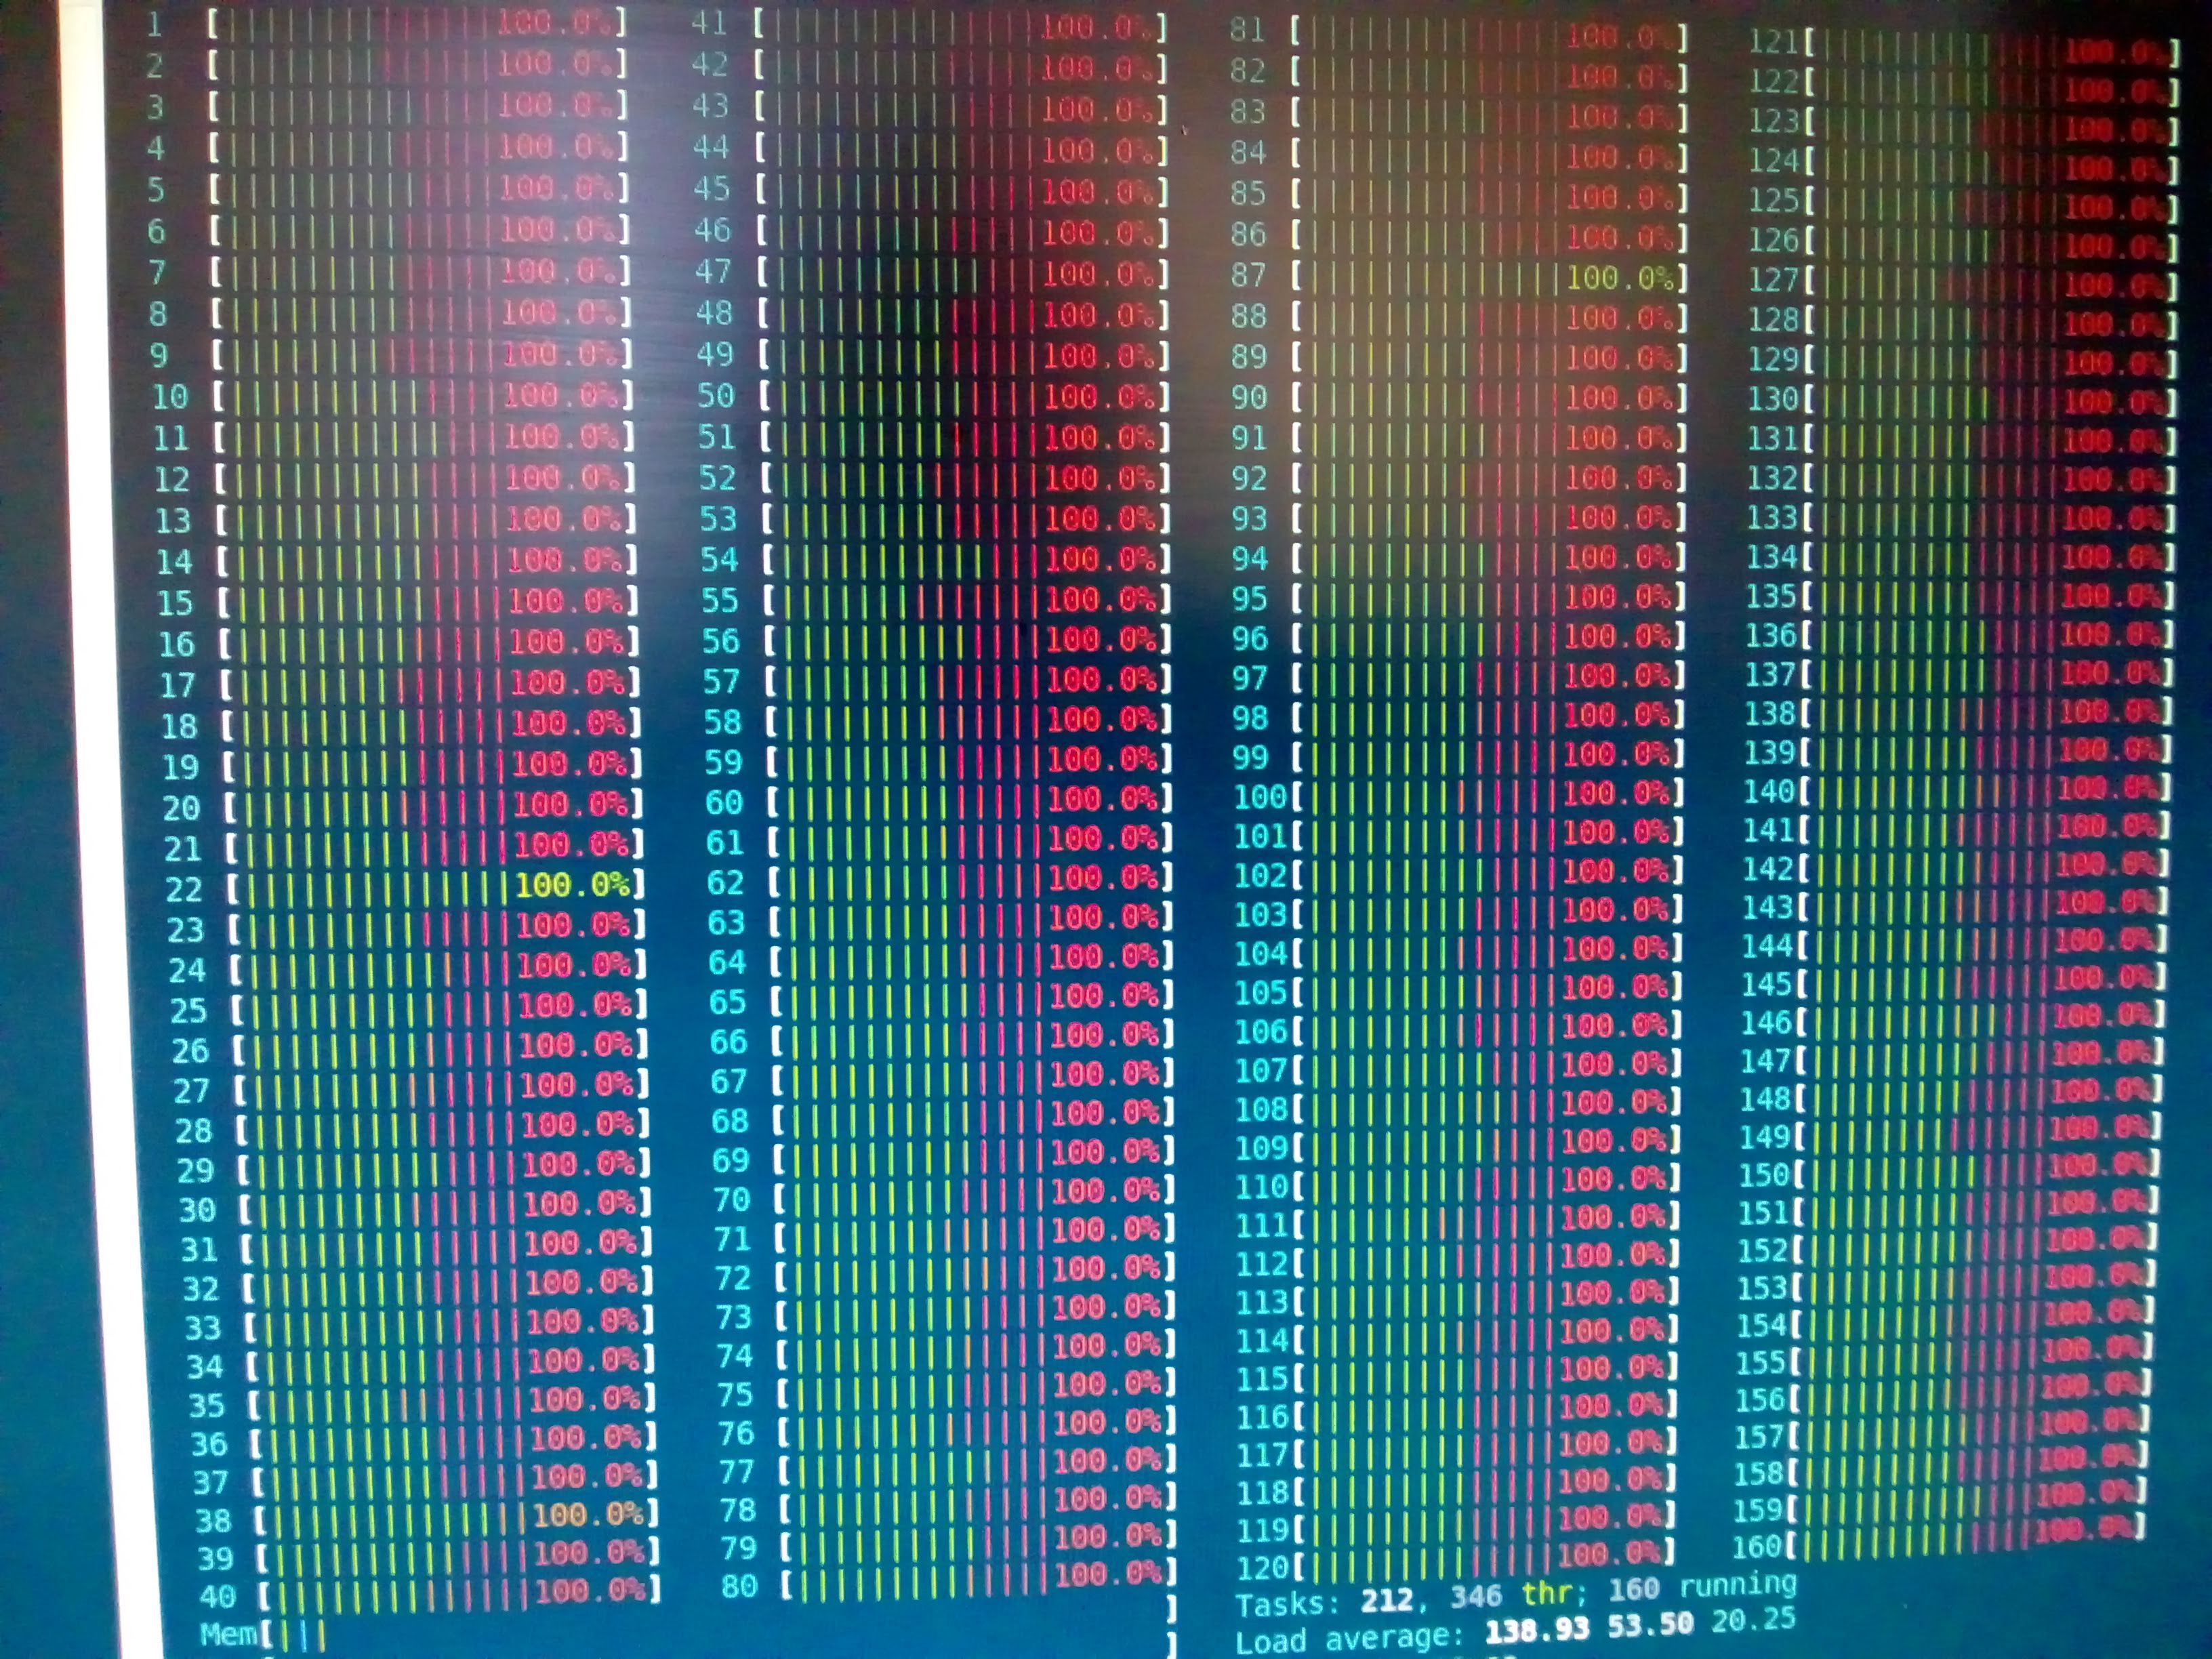 1 [100.0%] 41 [100.0%] 81 [100.0%] 121[100.0%]
2 [100.0%] 42 [100.0%] 82 [100.0%] 122[100.0%]
3 [100.0%] 43 [100.0%] 83 [100.0%] 123[100.0%]
4 [100.0%] 44 [100.0%] 84 [100.0%] 124[100.0%]
5 [100.0%] 45 [100.0%] 85 [100.0%] 125[100.0%]
6 [100.0%] 46 [100.0%] 86 [100.0%] 126[100.0%]
7 [100.0%] 47 [100.0%] 87 [100.0%] 127[100.0%]
8 [100.0%] 48 [100.0%] 88 [100.0%] 128[100.0%]
9 [100.0%] 49 [100.0%] 89 [100.0%] 129[100.0%]
10 [100.0%] 50 [100.0%] 90 [100.0%] 130[100.0%]
11 [100.0%] 51 [100.0%] 91 [100.0%] 131[100.0%]
12 [100.0%] 52 [100.0%] 92 [100.0%] 132[100.0%]
13 [100.0%] 53 [100.0%] 93 [100.0%] 133[100.0%]
14 [100.0%] 54 [100.0%] 94 [100.0%] 134[100.0%]
15 [100.0%] 55 [100.0%] 95 [100.0%] 135[100.0%]
16 [100.0%] 56 [100.0%] 96 [100.0%] 136[100.0%]
17 [100.0%] 57 [100.0%] 97 [100.0%] 137[100.0%]
18 [100.0%] 58 [100.0%] 98 [100.0%] 138[100.0%]
19 [100.0%] 59 [100.0%] 99 [100.0%] 139[100.0%]
20 [100.0%] 60 [100.0%] 100[100.0%] 140[100.0%]
21 [100.0%] 61 [100.0%] 101[100.0%] 141[100.0%]
22 [100.0%] 62 [100.0%] 102[100.0%] 142[100.0%]
23 [100.0%] 63 [100.0%] 103[100.0%] 143[100.0%]
24 [100.0%] 64 [100.0%] 104[100.0%] 144[100.0%]
25 [100.0%] 65 [100.0%] 105[100.0%] 145[100.0%]
26 [100.0%] 66 [100.0%] 106[100.0%] 146[100.0%]
27 [100.0%] 67 [100.0%] 107[100.0%] 147[100.0%]
28 [100.0%] 68 [100.0%] 108[100.0%] 148[100.0%]
29 [100.0%] 69 [100.0%] 109[100.0%] 149[100.0%]
30 [100.0%] 70 [100.0%] 110[100.0%] 150[100.0%]
31 [100.0%] 71 [100.0%] 111[100.0%] 151[100.0%]
32 [100.0%] 72 [100.0%] 112[100.0%] 152[100.0%]
33 [100.0%] 73 [100.0%] 113[100.0%] 153[100.0%]
34 [100.0%] 74 [100.0%] 114[100.0%] 154[100.0%]
35 [100.0%] 75 [100.0%] 115[100.0%] 155[100.0%]
36 [100.0%] 76 [100.0%] 116[100.0%] 156[100.0%]
37 [100.0%] 77 [100.0%] 117[100.0%] 157[100.0%]
38 [100.0%] 78 [100.0%] 118[100.0%] 158[100.0%]
39 [100.0%] 79 [100.0%] 119[100.0%] 159[100.0%]
40 [100.0%] 80 [100.0%] 120[100.0%] 160[100.0%]
Mem[||| ] Tasks: 212, 346 thr; 160 running
Load average: 138.93 53.50 20.25